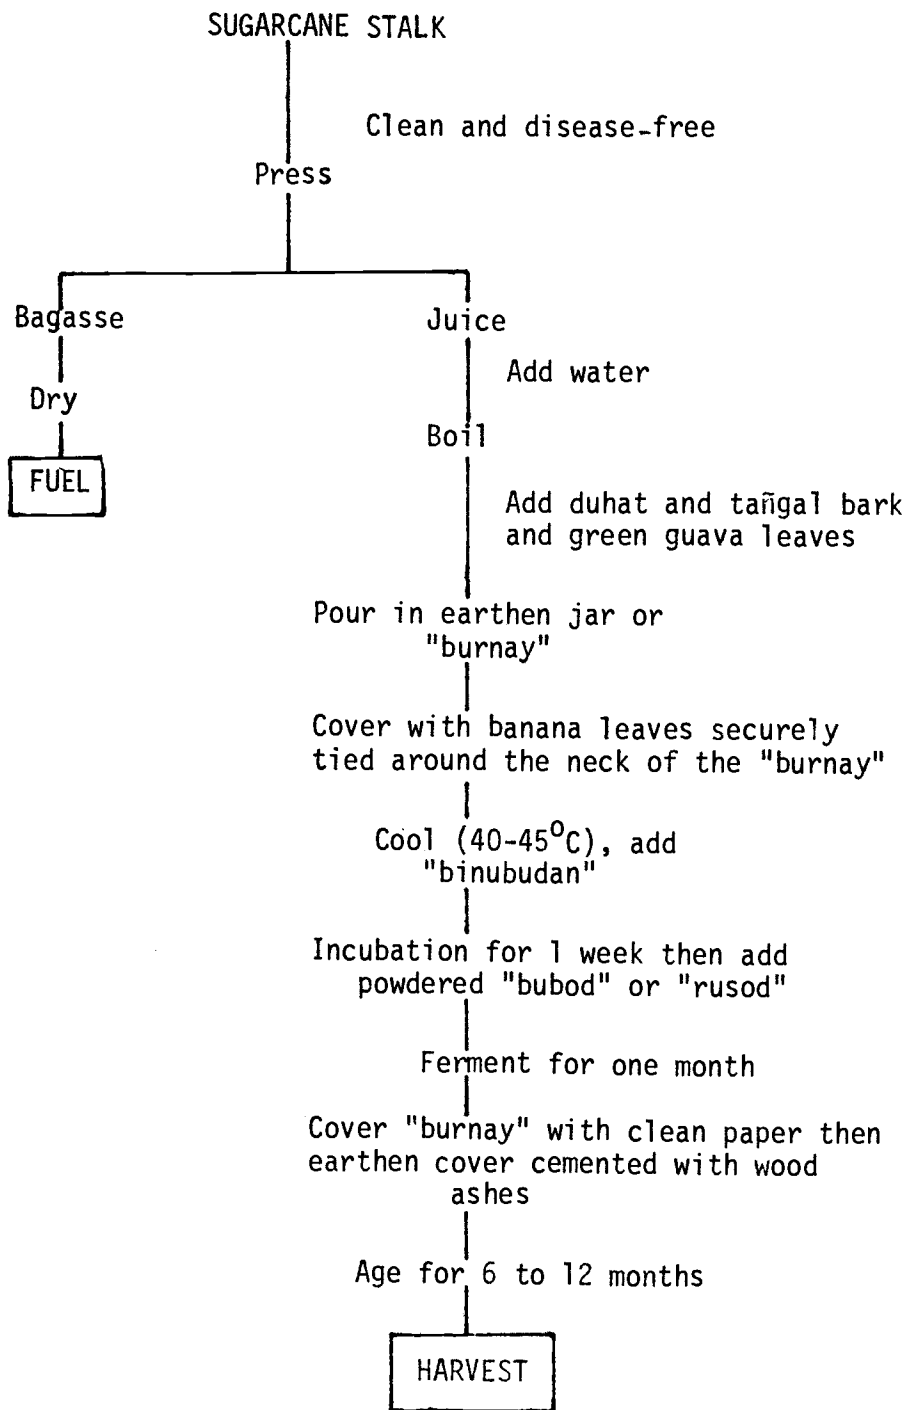 SUGARCANE STALK
Clean and disease-free
Press
Bagasse
Juice
Add water
Dry
Boil
FUEL
Add duhat and tañgal bark
and green guava leaves
Pour in earthen jar or
"burnay"
Cover with banana leaves securely
tied around the neck of the "burnay"
Cool (40-45°C), add
"binubudan"
Incubation for 1 week then add
powdered "bubod" or "rusod"
Ferment for one month
Cover "burnay" with clean paper then
earthen cover cemented with wood
ashes
Age for 6 to 12 months
HARVEST